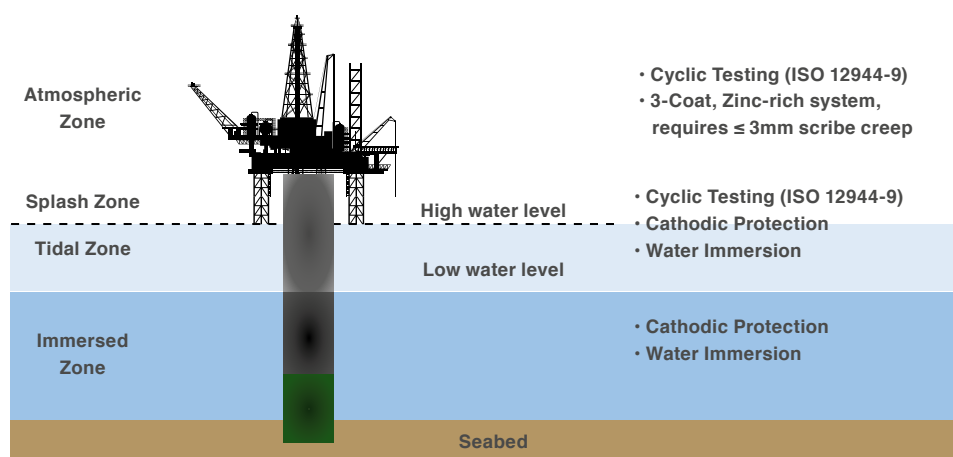 Atmospheric
Zone
• Cyclic Testing (ISO 12944-9)
• 3-Coat, Zinc-rich system,
requires ≤ 3mm scribe creep
Splash Zone
High water level
• Cyclic Testing (ISO 12944-9)
• Cathodic Protection
• Water Immersion
Tidal Zone
Low water level
Immersed
Zone
• Cathodic Protection
• Water Immersion
Seabed